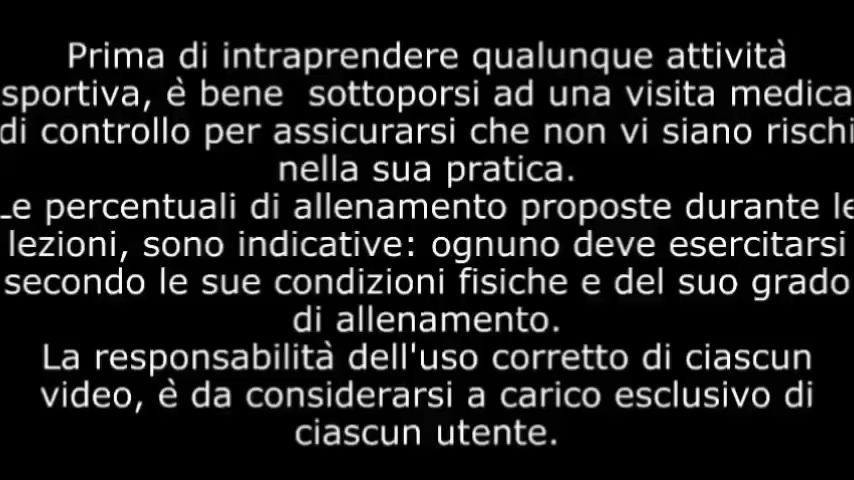 Prima di intraprendere qualunque attività
sportiva, è bene  sottoporsi ad una visita medica
di controllo per assicurarsi che non vi siano rischi
nella sua pratica.
Le percentuali di allenamento proposte durante le
lezioni, sono indicative: ognuno deve esercitarsi
secondo le sue condizioni fisiche e del suo grado
di allenamento.
La responsabilità dell'uso corretto di ciascun
video, è da considerarsi a carico esclusivo di
ciascun utente.